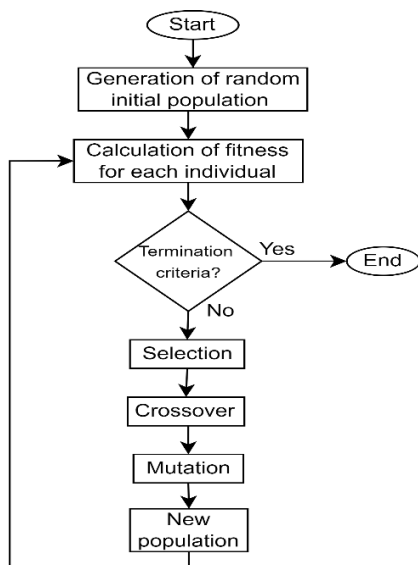 Start
Generation of random
initial population
Calculation of fitness
for each individual
Termination
criteria?
Yes
End
No
Selection
Crossover
Mutation
New
population